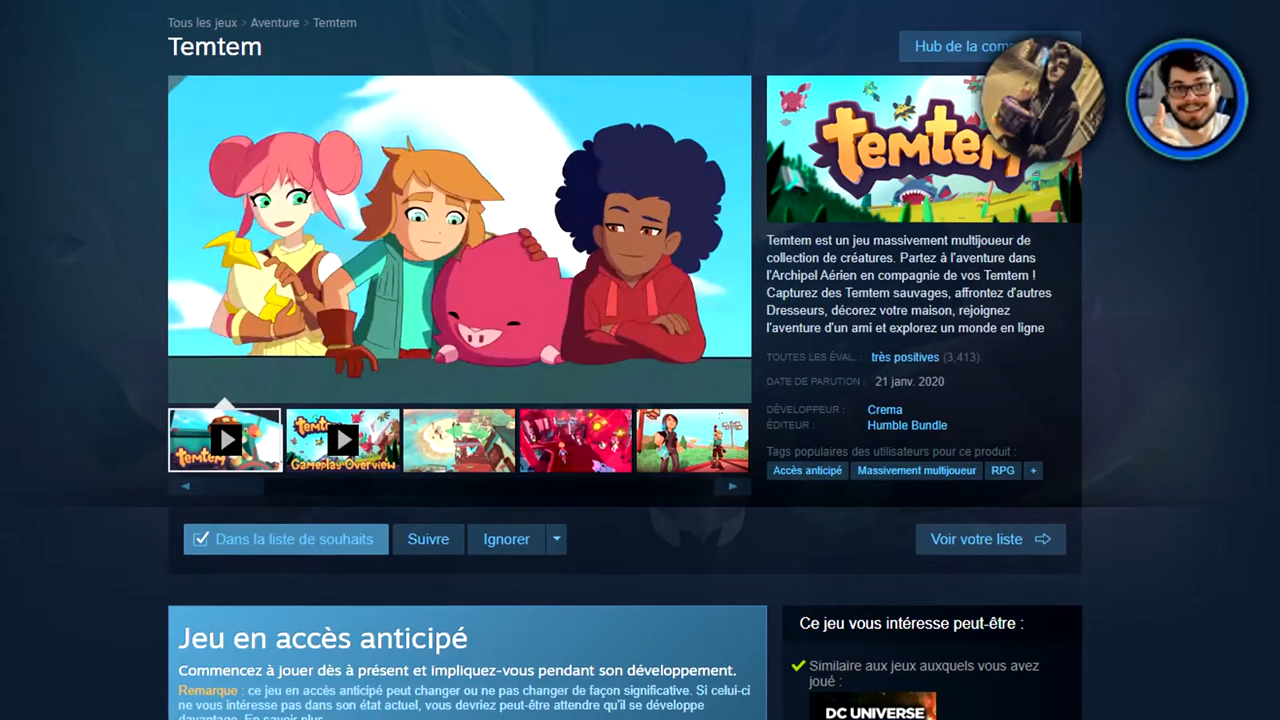 Tous les jeux > Aventure > Temtem
Temtem
Hub de la com
temtem
Temtem est un jeu massivement multijoueur de
collection de créatures. Partez à l'aventure dans
l'Archipel Aérien en compagnie de vos Temtem !
Capturez des Temtem sauvages, affrontez d'autres
Dresseurs, décorez votre maison, rejoignez
l'aventure d'un ami et explorez un monde en ligne
TOUTES LES ÉVAL. : très positives (3,413)
DATE DE PARUTION : 21 janv. 2020
DÉVELOPPEUR : Crema
ÉDITEUR : Humble Bundle
Tags populaires des utilisateurs pour ce produit :
Accès anticipé Massivement multijoueur RPG +
temtem
temtem
Gameplay Overview
Dans la liste de souhaits Suivre Ignorer Voir votre liste
Jeu en accès anticipé
Commencez à jouer dès à présent et impliquez-vous pendant son développement.
Remarque : ce jeu en accès anticipé peut changer ou ne pas changer de façon significative. Si celui-ci
ne vous intéresse pas dans son état actuel, vous devriez peut-être attendre qu'il se développe
davantage. En savoir plus
Ce jeu vous intéresse peut-être :
Similaire aux jeux auxquels vous avez
joué :
DC UNIVERSE